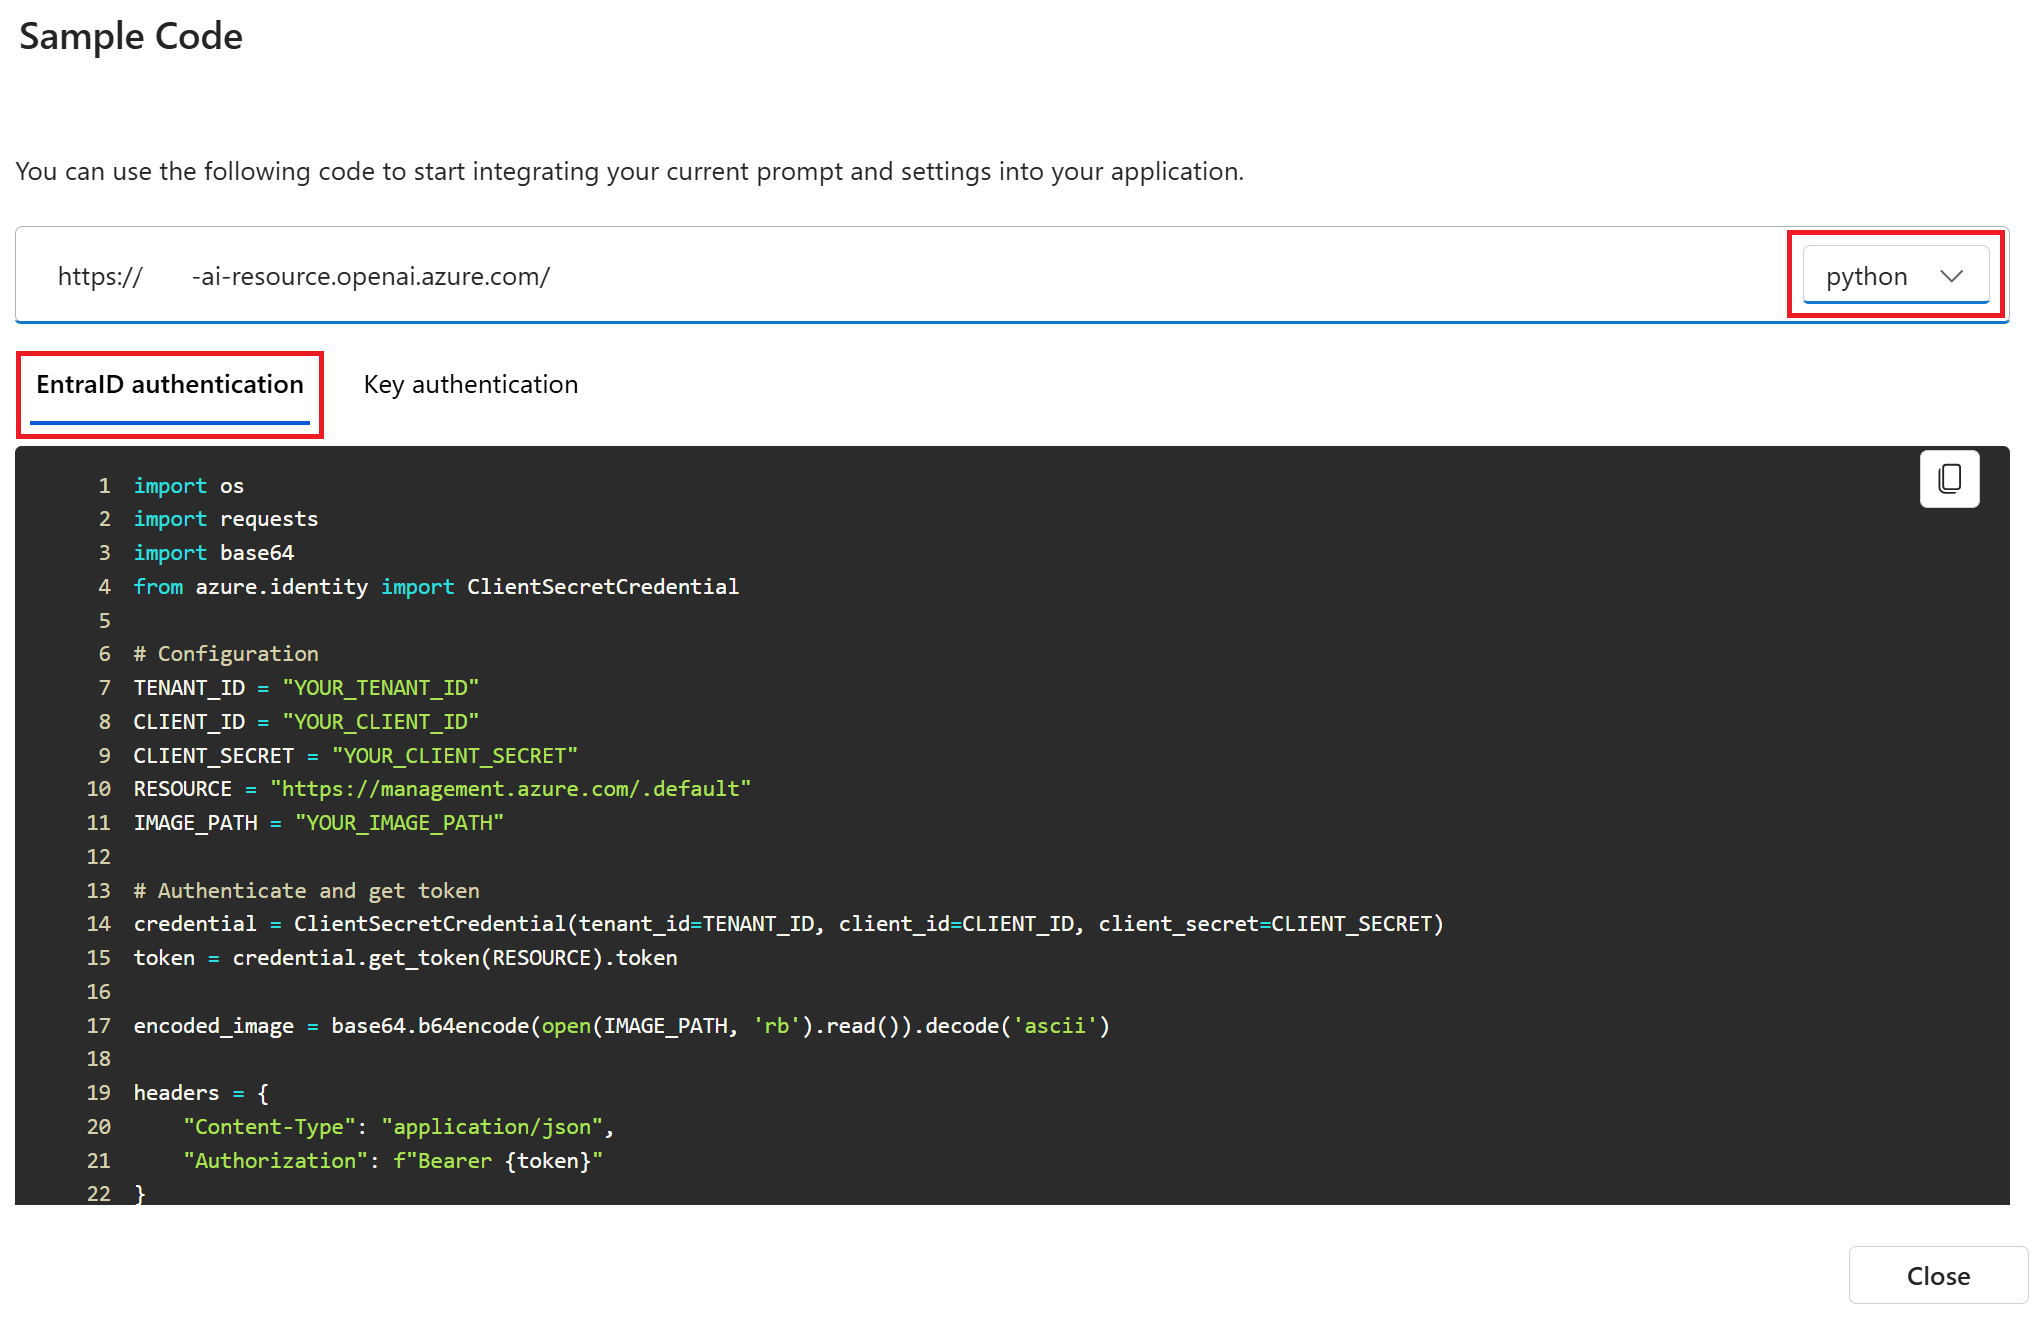 Sample Code
You can use the following code to start integrating your current prompt and settings into your application.
https://       -ai-resource.openai.azure.com/
python
EntraID authentication
Key authentication
1 import os
2 import requests
3 import base64
4 from azure.identity import ClientSecretCredential
5
6 # Configuration
7 TENANT_ID = "YOUR_TENANT_ID"
8 CLIENT_ID = "YOUR_CLIENT_ID"
9 CLIENT_SECRET = "YOUR_CLIENT_SECRET"
10 RESOURCE = "https://management.azure.com/.default"
11 IMAGE_PATH = "YOUR_IMAGE_PATH"
12
13 # Authenticate and get token
14 credential = ClientSecretCredential(tenant_id=TENANT_ID, client_id=CLIENT_ID, client_secret=CLIENT_SECRET)
15 token = credential.get_token(RESOURCE).token
16
17 encoded_image = base64.b64encode(open(IMAGE_PATH, 'rb').read()).decode('ascii')
18
19 headers = {
20     "Content-Type": "application/json",
21     "Authorization": f"Bearer {token}"
22 }
Close